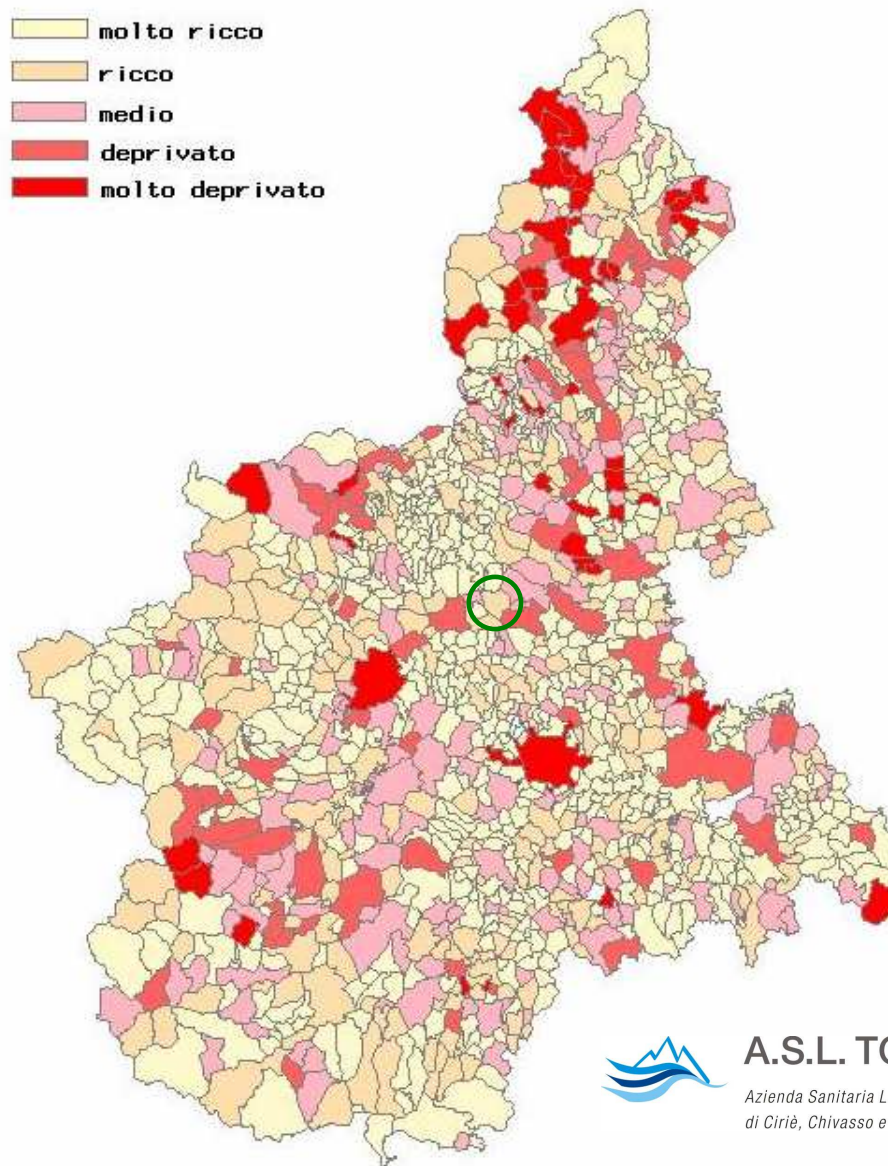 molto ricco
ricco
medio
deprivato
molto deprivato
A.S.L. TO
Azienda Sanitaria L
di Ciriè, Chivasso e